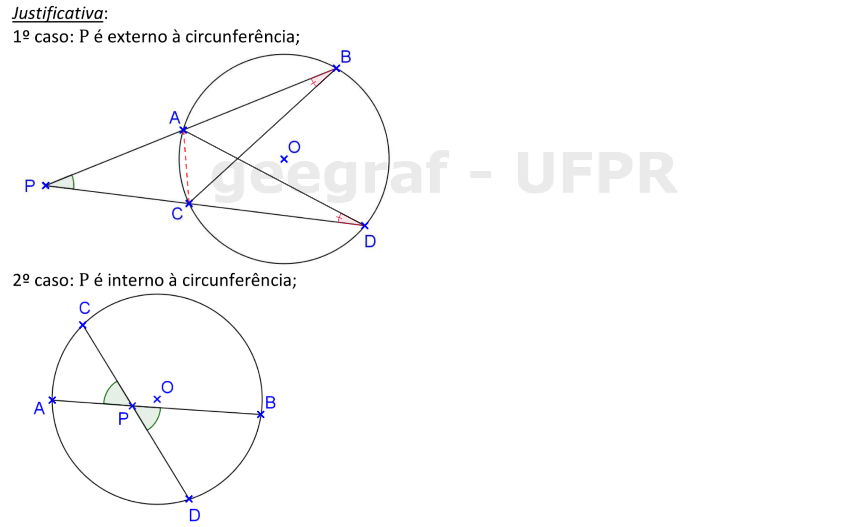 Justificativa:
1º caso: P é externo à circunferência;
B
A
O
P
geegraf - UFPR
C
D
2º caso: P é interno à circunferência;
C
O
A
B
P
D